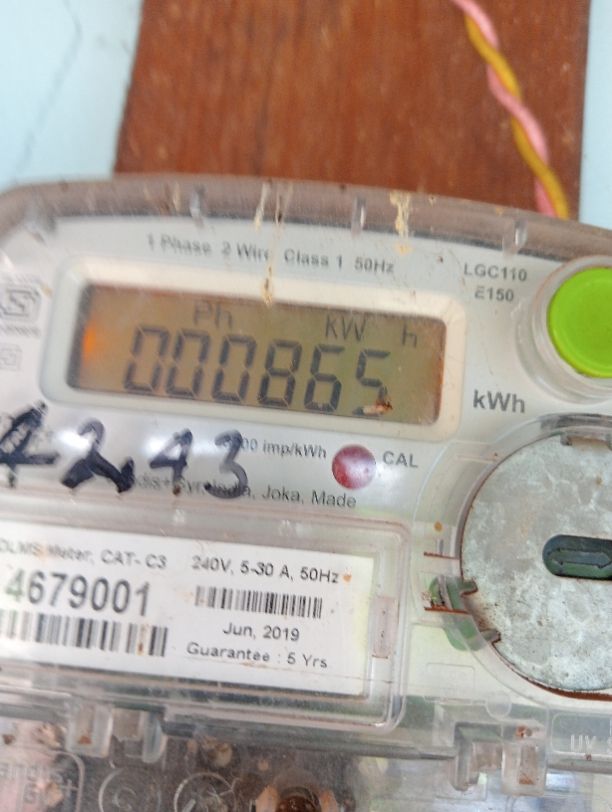 1 Phase 2 Wire Class 1 50Hz
LGC110
E150
Ph kW h
000865
kWh
imp/kWh
CAL
Joka, Made
DLMS Meter, CAT- C3
240V, 5-30 A, 50Hz
4679001
Jun, 2019
Guarantee : 5 Yrs